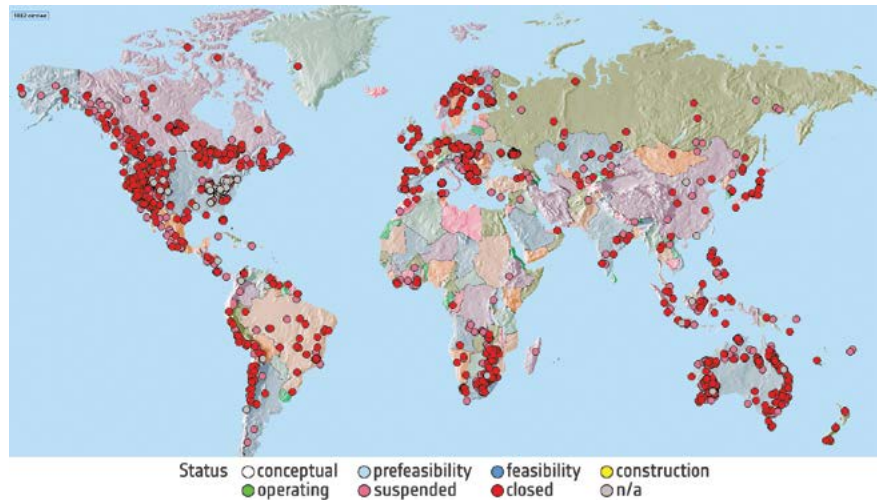 Status conceptual prefeasibility feasibility construction
operating suspended closed n/a